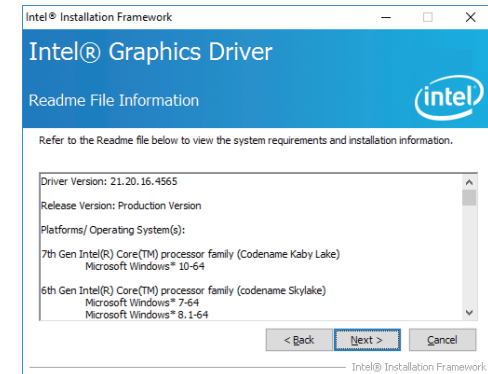 Intel® Installation Framework
Intel® Graphics Driver
Readme File Information
intel
Refer to the Readme file below to view the system requirements and installation information.
Driver Version: 21.20.16.4565
Release Version: Production Version
Platforms/ Operating System(s):
7th Gen Intel(R) Core(TM) processor family (Codename Kaby Lake)
Microsoft Windows* 10-64
6th Gen Intel(R) Core(TM) processor family (codename Skylake)
Microsoft Windows* 7-64
Microsoft Windows* 8.1-64
< Back Next > Cancel
Intel® Installation Framework